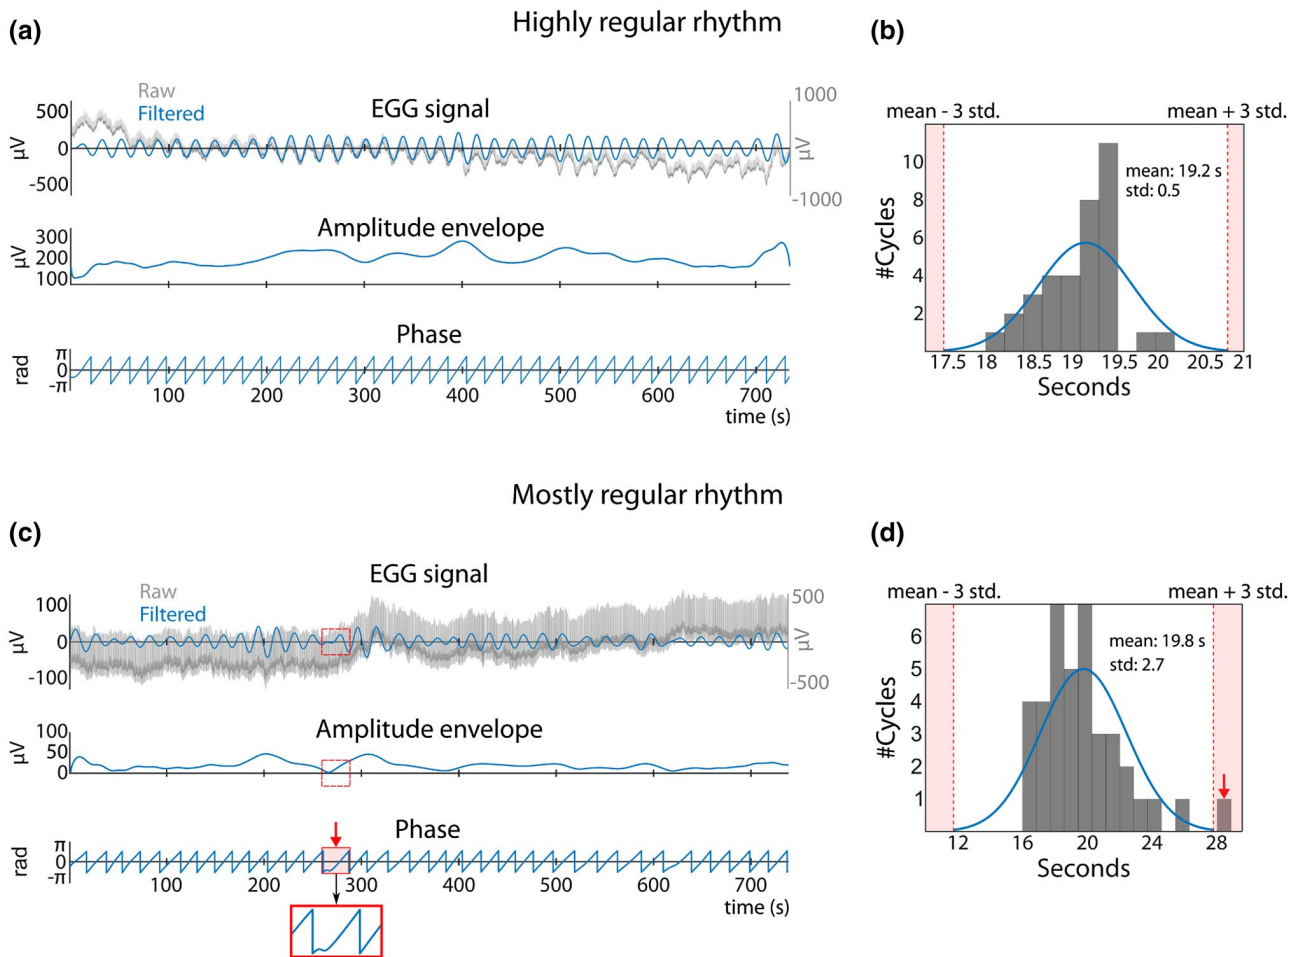 (a)
Highly regular rhythm
(b)
Raw
Filtered
EGG signal
500
0
-500
μV
1000
μV
-1000
Amplitude envelope
300
200
100
μV
Phase
π
0
-π
rad
100 200 300 400 500 600 700
time (s)
mean - 3 std. mean + 3 std.
mean: 19.2 s
std: 0.5
10
8
6
4
2
#Cycles
17.5 18 18.5 19 19.5 20 20.5 21
Seconds
Mostly regular rhythm
(c)
(d)
EGG signal
Raw
Filtered
100
0
-100
μV
500
μV
-500
Amplitude envelope
100
50
0
μV
Phase
π
0
-π
rad
100 200 300 400 500 600 700
time (s)
mean - 3 std. mean + 3 std.
mean: 19.8 s
std: 2.7
6
5
4
3
2
1
#Cycles
12 16 20 24 28
Seconds